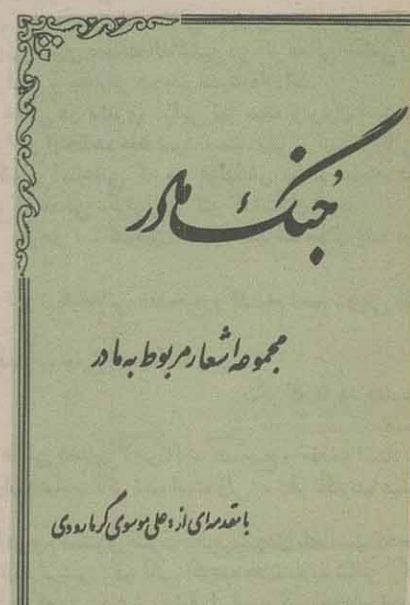 جُنگ مادر
مجموعه اشعار مربوط به مادر
با مقدمه‌ای از: علی موسوی گرمارودی